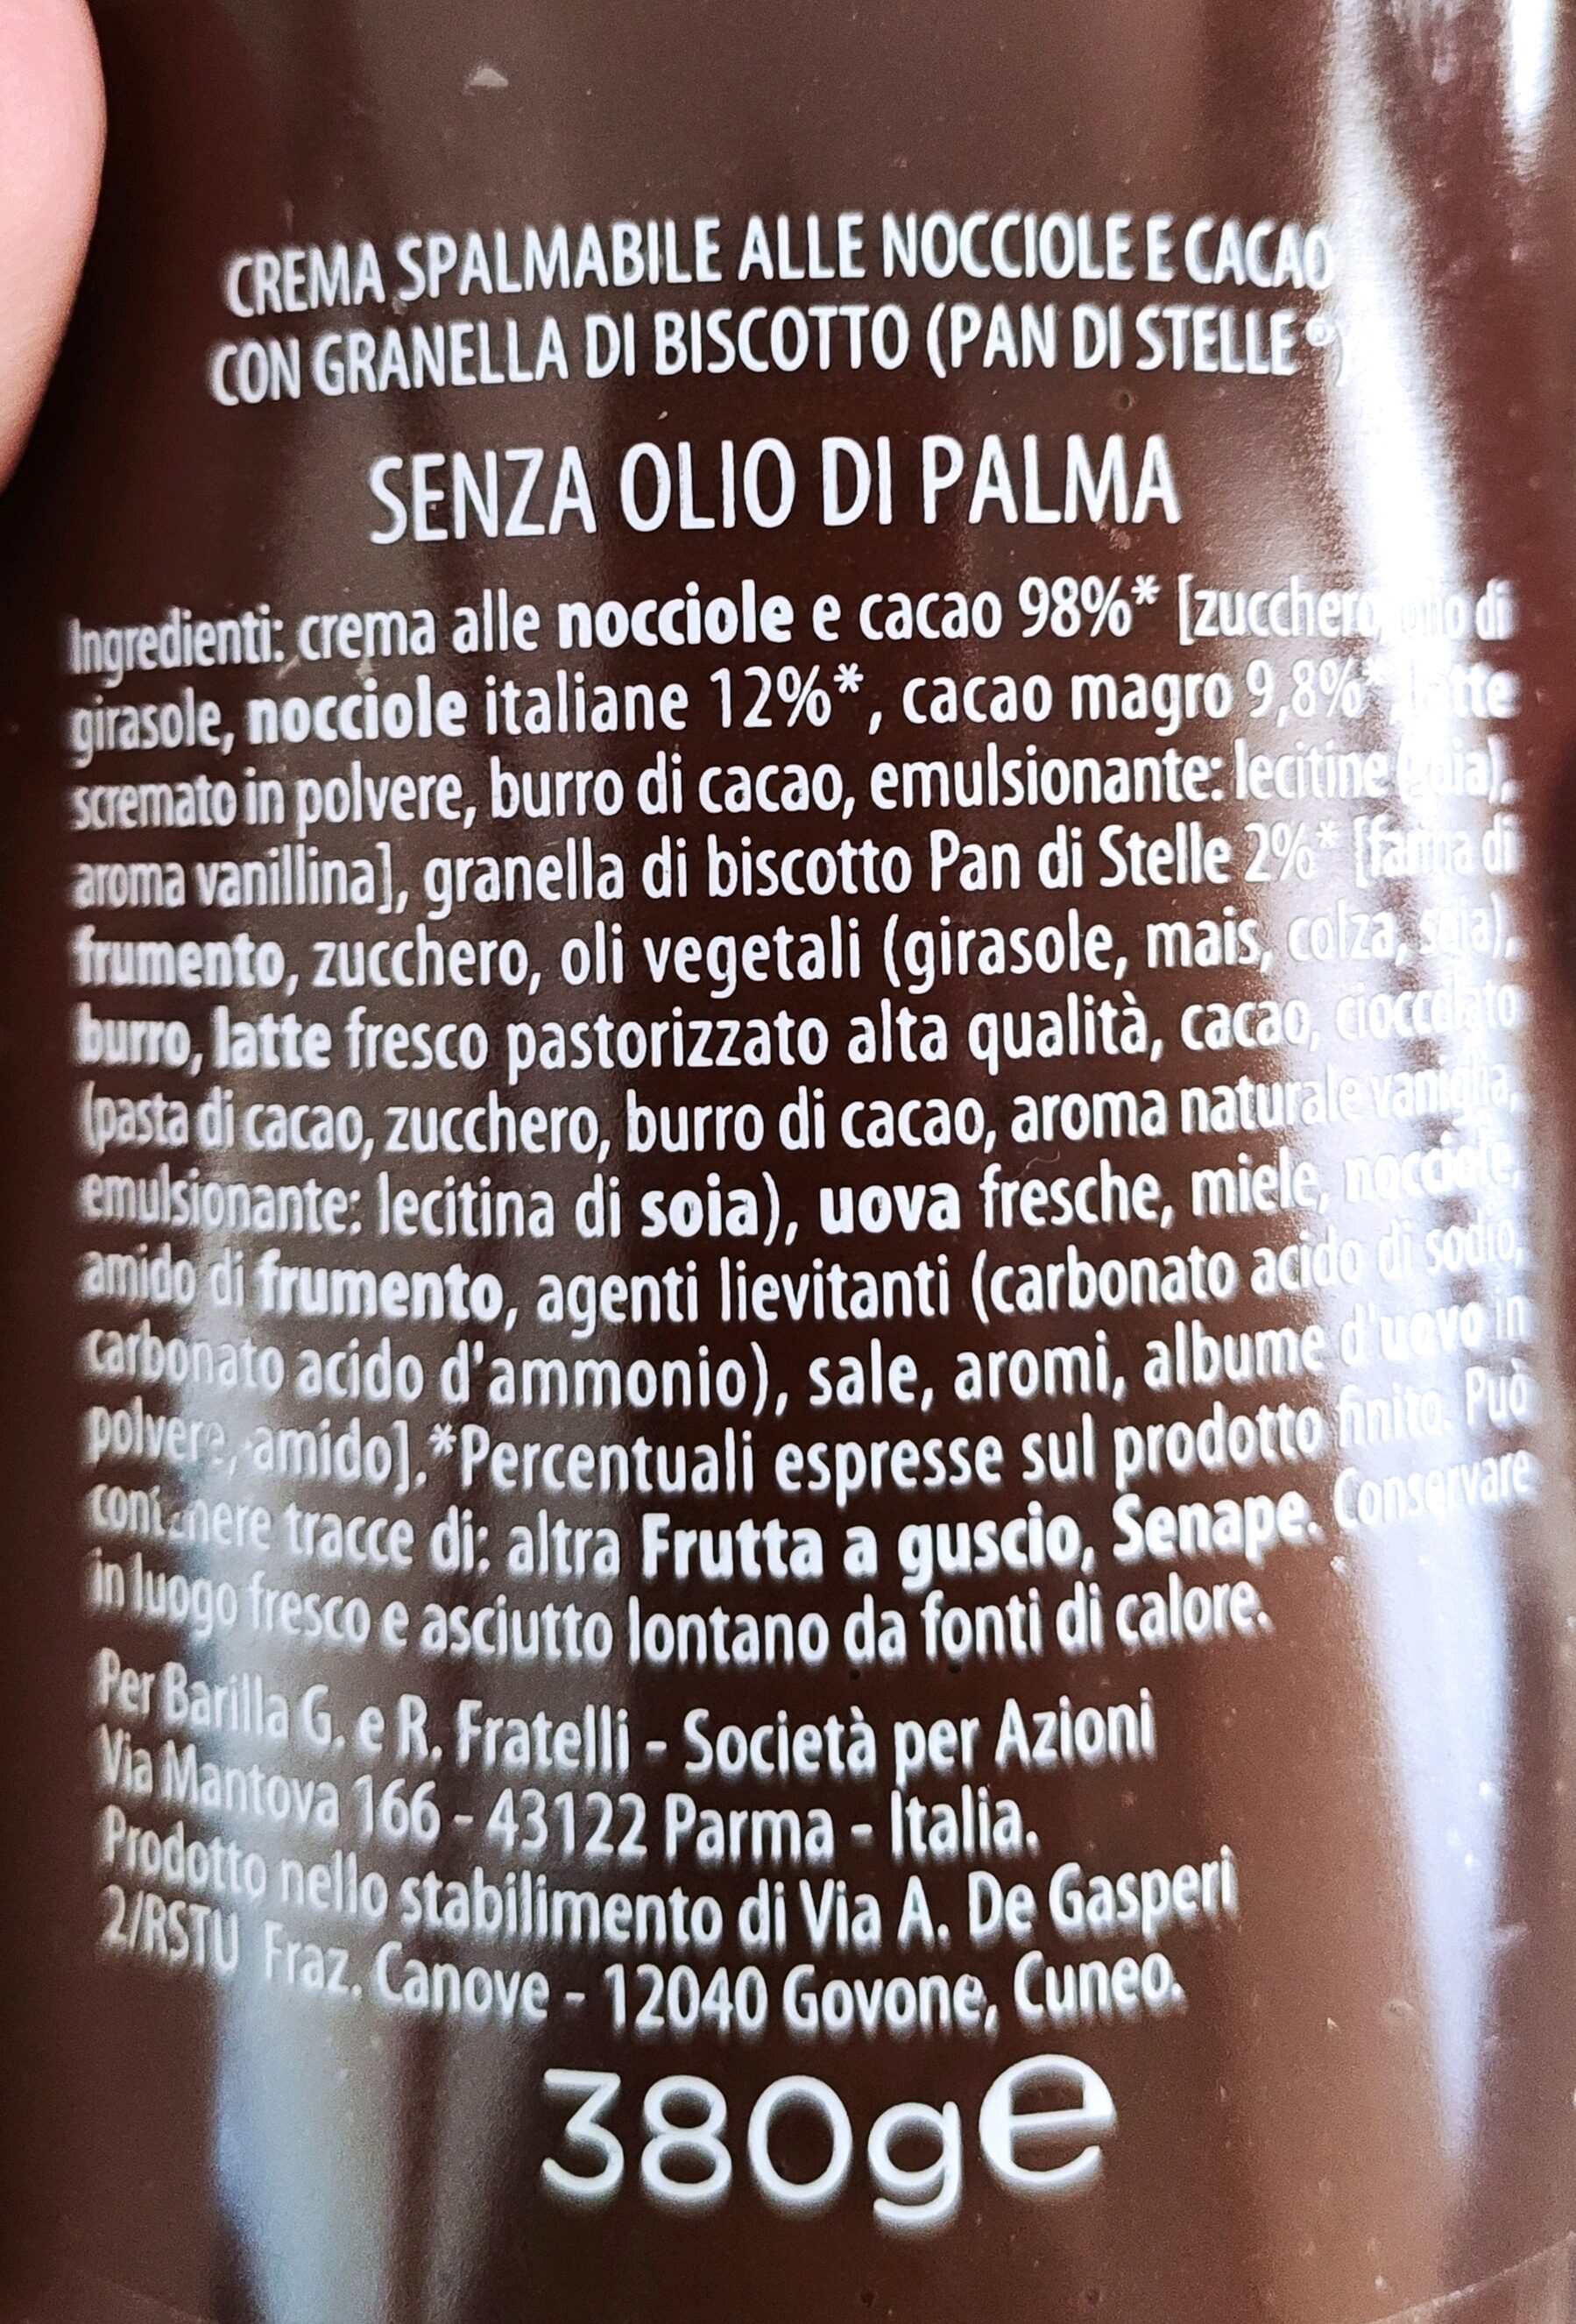 CREMA SPALMABILE ALLE NOCCIOLE E CACAO
CON GRANELLA DI BISCOTTO (PAN DI STELLE®)
SENZA OLIO DI PALMA
Ingredienti: crema alle nocciole e cacao 98%* [zucchero, olio di
girasole, nocciole italiane 12%*, cacao magro 9,8%*, latte
scremato in polvere, burro di cacao, emulsionante: lecitine (soia),
aroma vanillina], granella di biscotto Pan di Stelle 2%* [farina di
frumento, zucchero, oli vegetali (girasole, mais, colza, soia),
burro, latte fresco pastorizzato alta qualità, cacao, cioccolato
(pasta di cacao, zucchero, burro di cacao, aroma naturale vaniglia,
emulsionante: lecitina di soia), uova fresche, miele, nocciole,
amido di frumento, agenti lievitanti (carbonato acido di sodio,
carbonato acido d'ammonio), sale, aromi, albume d'uovo in
polvere, amido]. *Percentuali espresse sul prodotto finito. Può
contenere tracce di: altra Frutta a guscio, Senape. Conservare
in luogo fresco e asciutto lontano da fonti di calore.
Per Barilla G. e R. Fratelli - Società per Azioni
Via Mantova 166 - 43122 Parma - Italia.
Prodotto nello stabilimento di Via A. De Gasperi
2/RSTU Fraz. Canove - 12040 Govone, Cuneo.
380g e